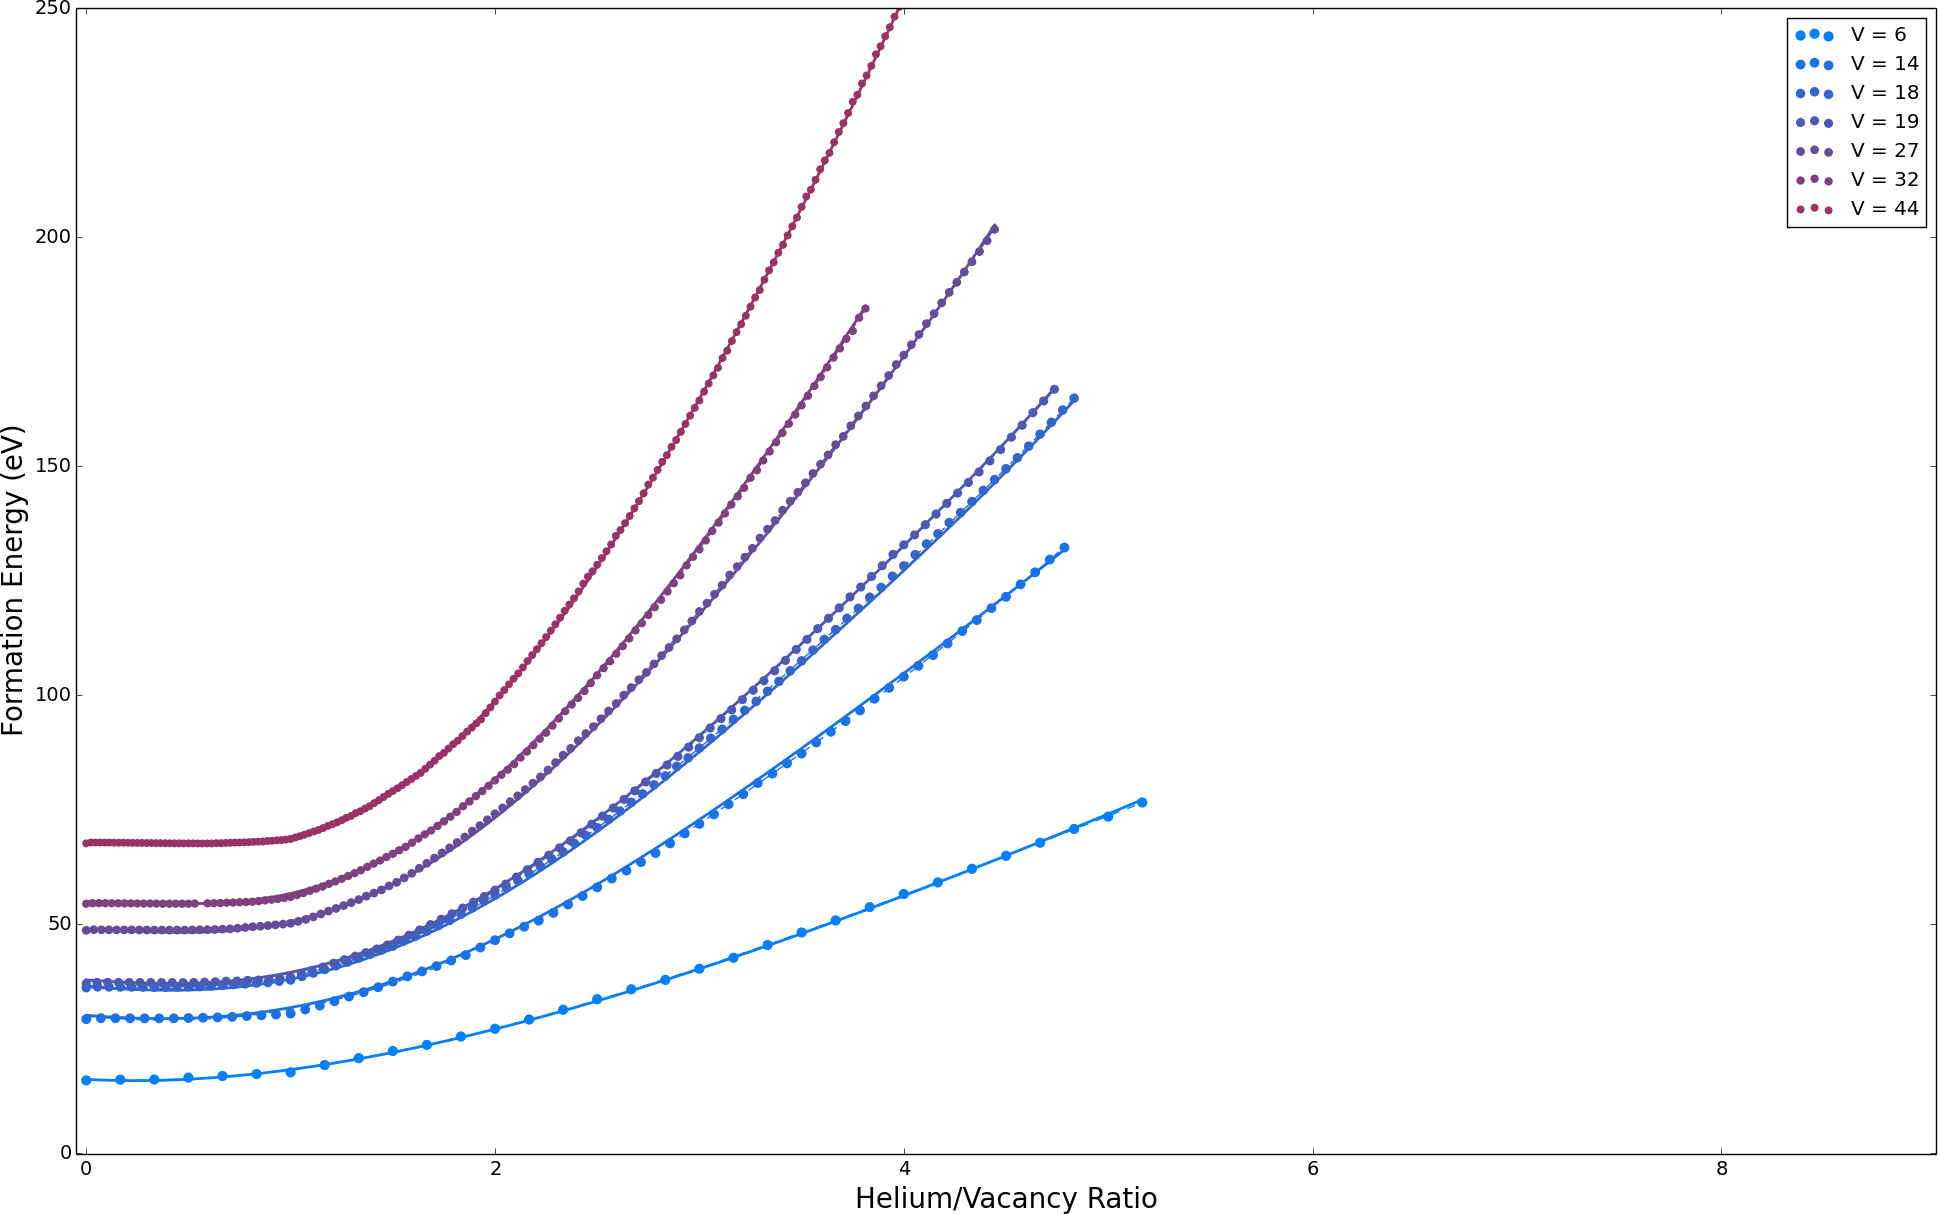 250
200
150
100
50
0
Formation Energy (eV)
0 2 4 6 8
Helium/Vacancy Ratio
V = 6
V = 14
V = 18
V = 19
V = 27
V = 32
V = 44